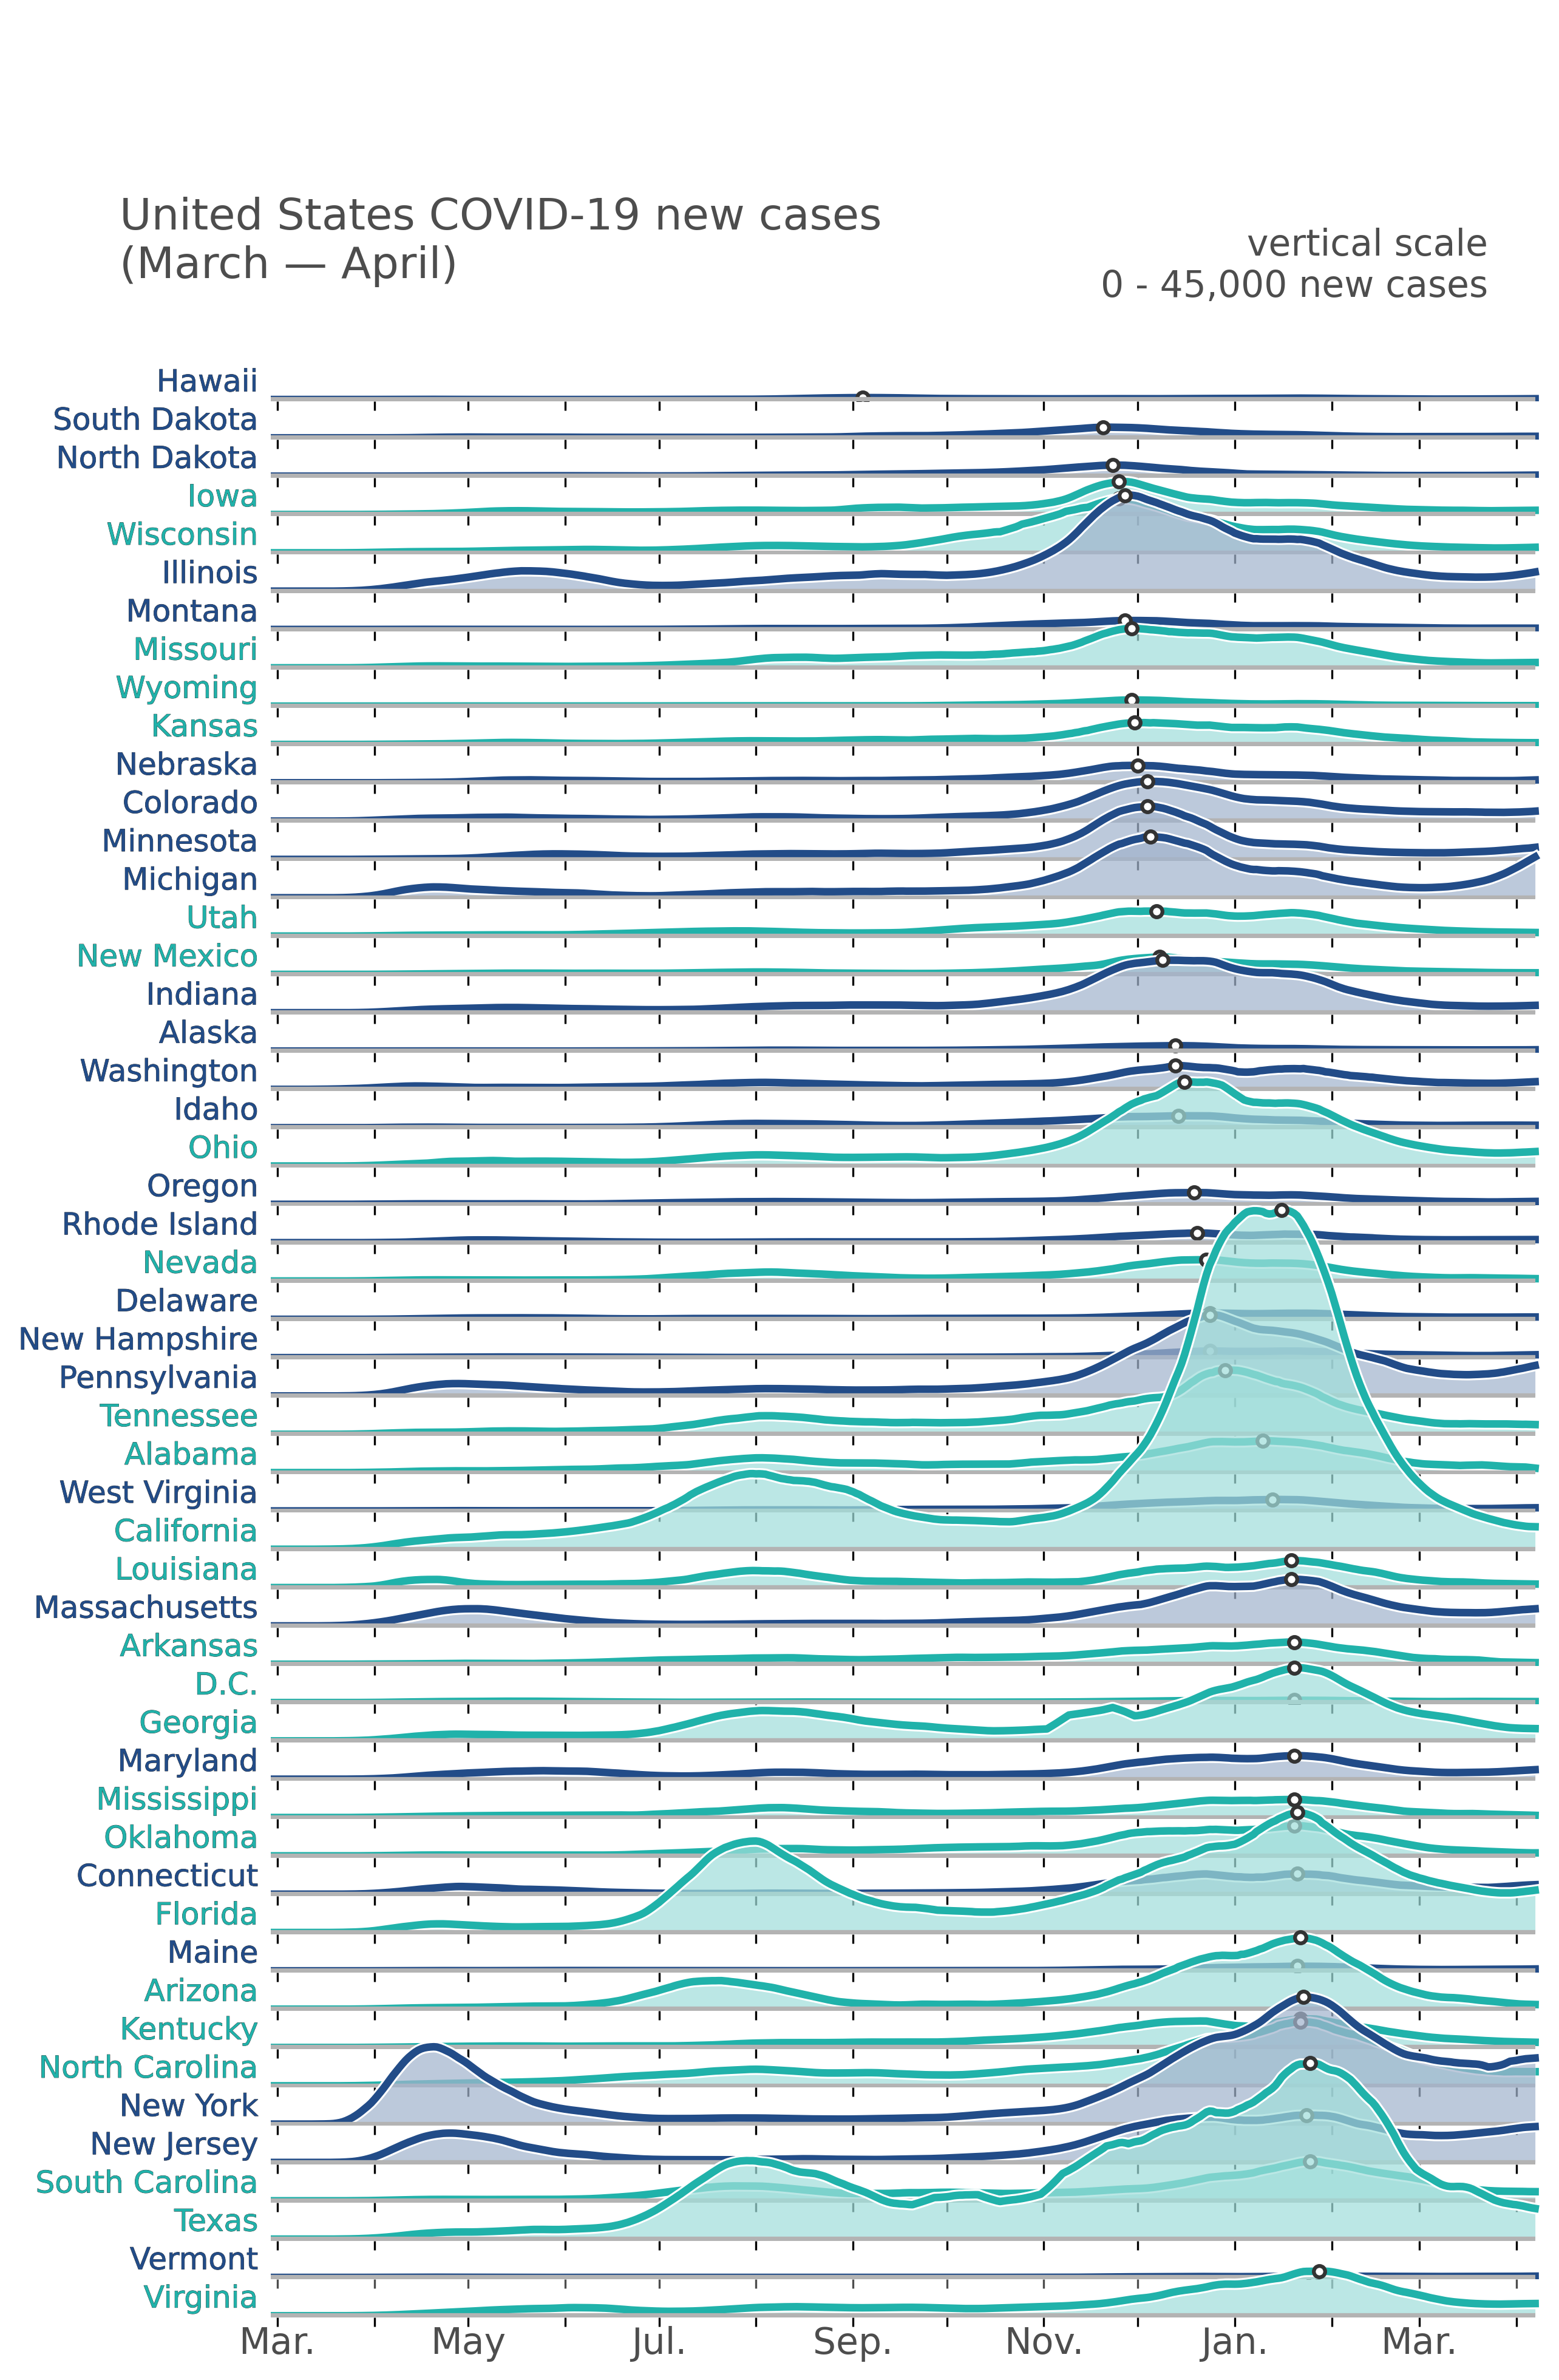 United States COVID-19 new cases
(March — April)
vertical scale
0 - 45,000 new cases
Hawaii
South Dakota
North Dakota
Iowa
Wisconsin
Illinois
Montana
Missouri
Wyoming
Kansas
Nebraska
Colorado
Minnesota
Michigan
Utah
New Mexico
Indiana
Alaska
Washington
Idaho
Ohio
Oregon
Rhode Island
Nevada
Delaware
New Hampshire
Pennsylvania
Tennessee
Alabama
West Virginia
California
Louisiana
Massachusetts
Arkansas
D.C.
Georgia
Maryland
Mississippi
Oklahoma
Connecticut
Florida
Maine
Arizona
Kentucky
North Carolina
New York
New Jersey
South Carolina
Texas
Vermont
Virginia
Mar. May Jul. Sep. Nov. Jan. Mar.